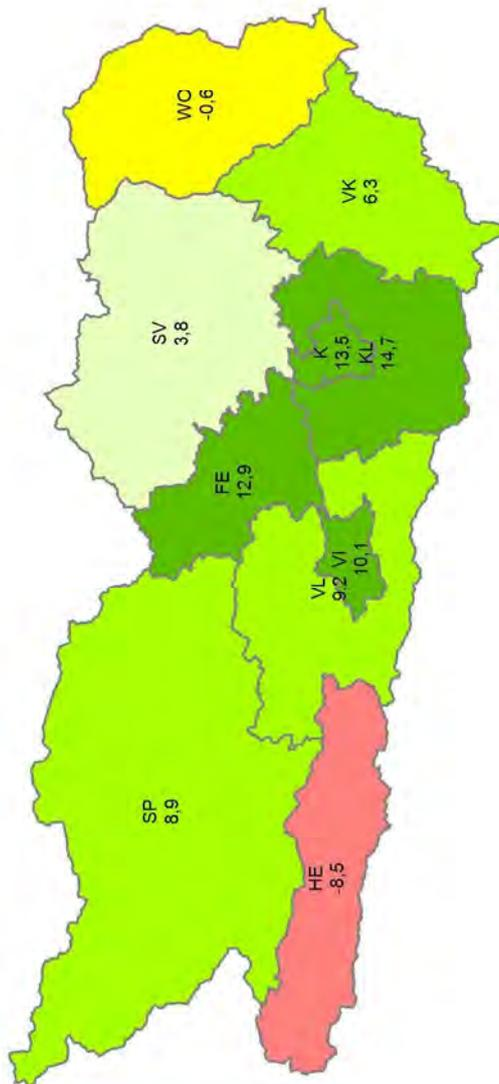 WO
-0,6
VK
6,3
SV
3,8
K
13,5
KL
14,7
FE
12,9
VI
10,1
VL
9,2
SP
8,9
HE
-8,5